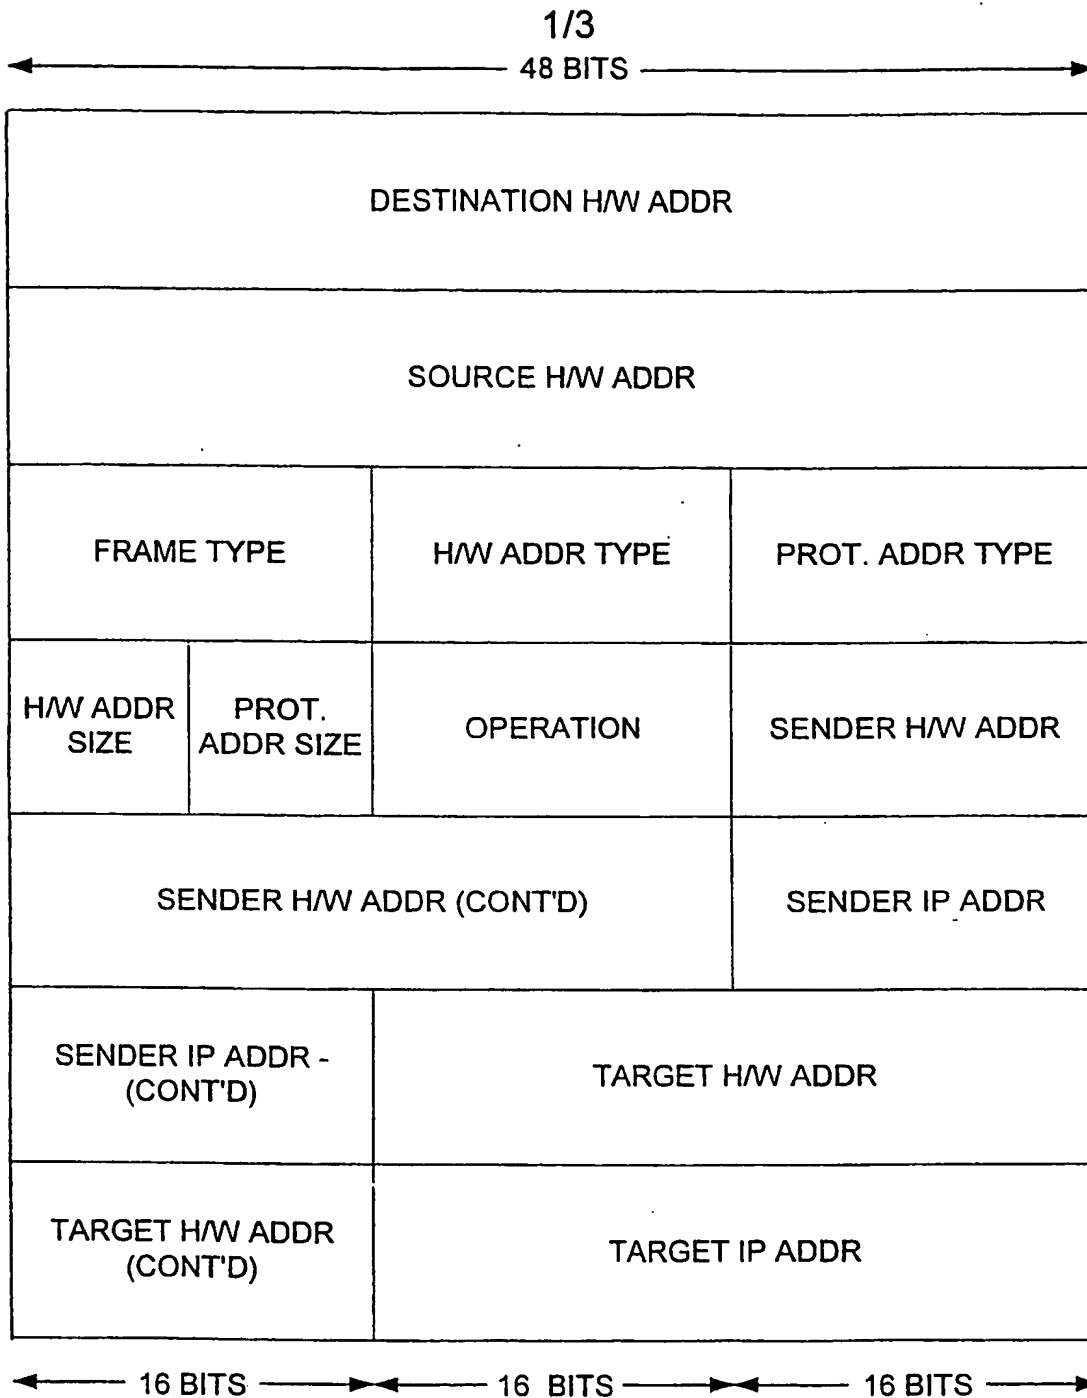 1/3
48 BITS
DESTINATION H/W ADDR
SOURCE H/W ADDR
FRAME TYPE
H/W ADDR TYPE
PROT. ADDR TYPE
H/W ADDR
SIZE
PROT.
ADDR SIZE
OPERATION
SENDER H/W ADDR
SENDER H/W ADDR (CONT'D)
SENDER IP ADDR
SENDER IP ADDR -
(CONT'D)
TARGET H/W ADDR
TARGET H/W ADDR
(CONT'D)
TARGET IP ADDR
16 BITS
16 BITS
16 BITS